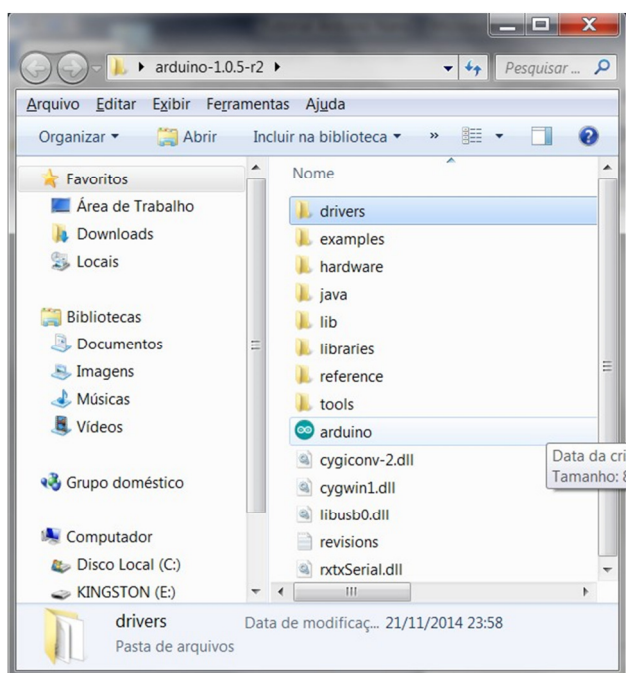 arduino-1.0.5-r2
Pesquisar ...
Arquivo Editar Exibir Ferramentas Ajuda
Organizar Abrir Incluir na biblioteca »
Favoritos
Área de Trabalho
Downloads
Locais
Bibliotecas
Documentos
Imagens
Músicas
Vídeos
Grupo doméstico
Computador
Disco Local (C:)
KINGSTON (E:)
Nome
drivers
examples
hardware
java
lib
libraries
reference
tools
arduino
cygiconv-2.dll
cygwin1.dll
libusb0.dll
revisions
rxtxSerial.dll
Data da cri
Tamanho: 8
drivers Data de modificaç... 21/11/2014 23:58
Pasta de arquivos